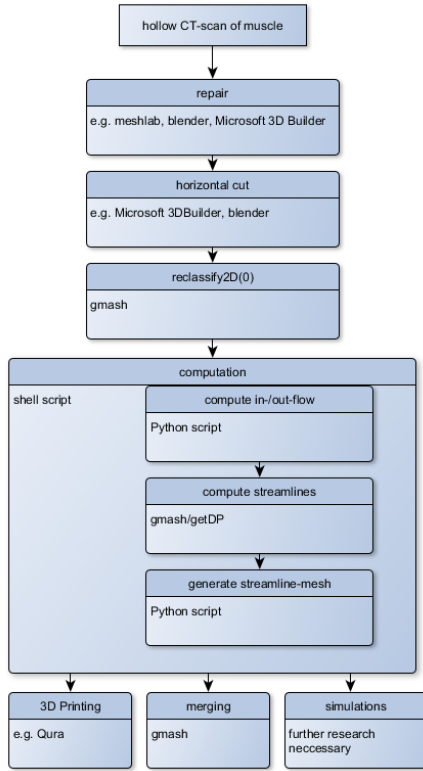 hollow CT-scan of muscle
repair
e.g. meshlab, blender, Microsoft 3D Builder
horizontal cut
e.g. Microsoft 3DBuilder, blender
reclassify2D(0)
gmash
computation
shell script
compute in-/out-flow
Python script
compute streamlines
gmash/getDP
generate streamline-mesh
Python script
3D Printing
e.g. Qura
merging
gmash
simulations
further research
neccessary